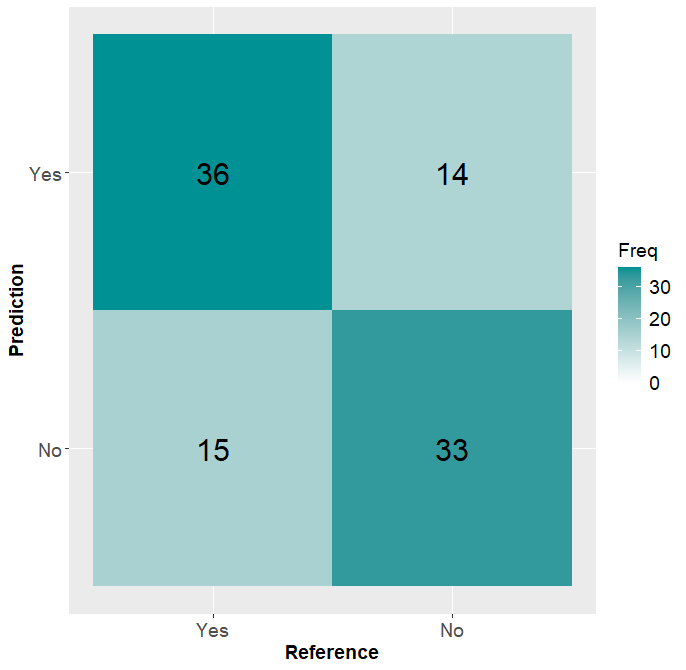 Prediction
Yes
No
36
14
15
33
Yes
No
Reference
Freq
30
20
10
0